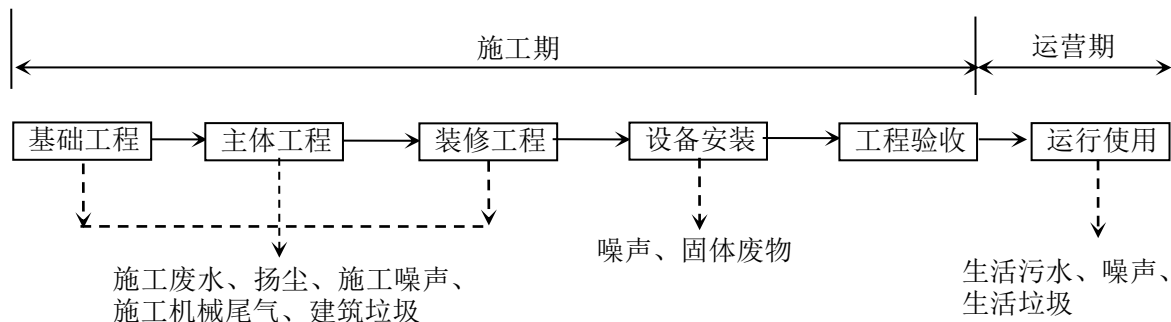 施工期
运营期
基础工程
主体工程
装修工程
设备安装
工程验收
运行使用
噪声、固体废物
施工废水、扬尘、施工噪声、
施工机械尾气、建筑垃圾
生活污水、噪声、
生活垃圾